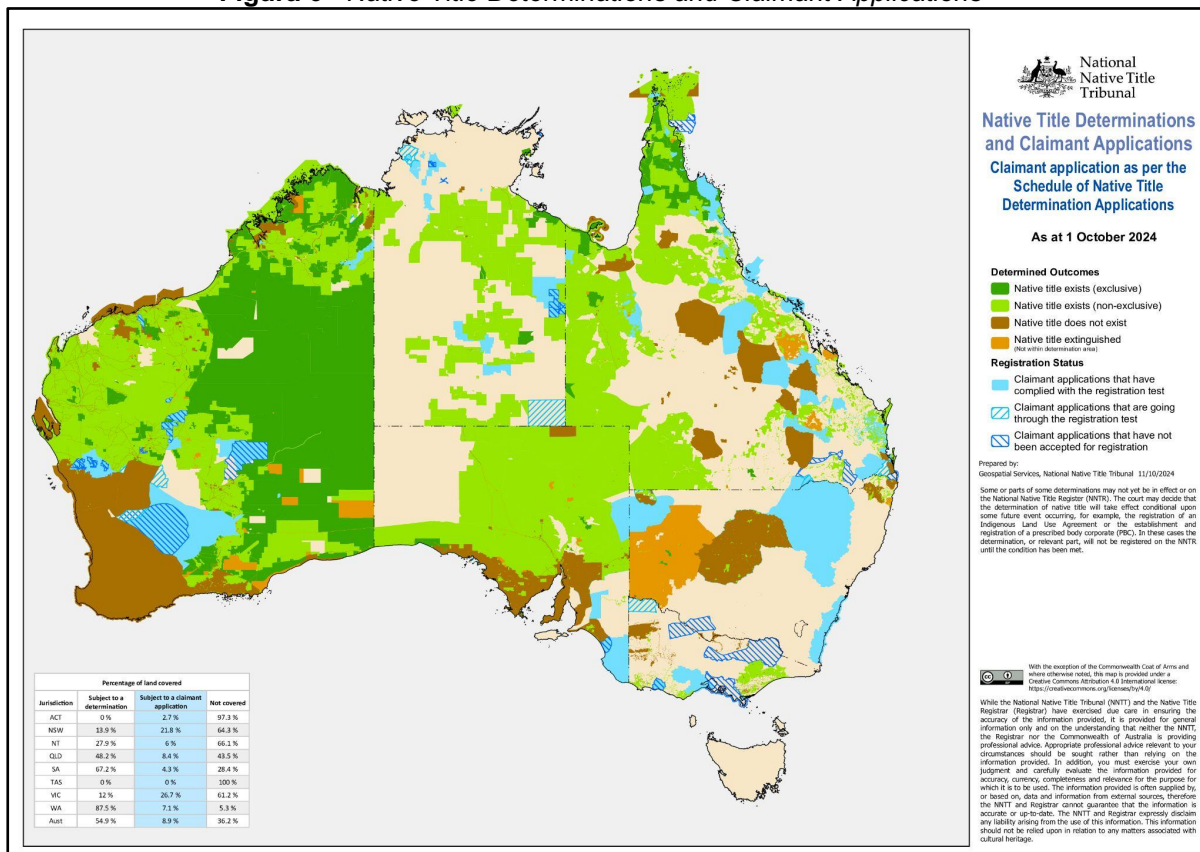 Figura 6 - Native Title Determinations and Claimant Applications
National
Native Title
Tribunal
Native Title Determinations
and Claimant Applications
Claimant application as per the
Schedule of Native Title
Determination Applications
As at 1 October 2024
Determined Outcomes
Native title exists (exclusive)
Native title exists (non-exclusive)
Native title does not exist
Native title extinguished
(Not within determination area)
Registration Status
Claimant applications that have
complied with the registration test
Claimant applications that are going
through the registration test
Claimant applications that have not
been accepted for registration
Prepared by:
Geospatial Services, National Native Title Tribunal 11/10/2024
Some or parts of some determinations may not yet be in effect or on
the National Native Title Register (NNTR). The court may decide that
the determination of native title will take effect conditional upon
some future event occurring, for example, the registration of an
Indigenous Land Use Agreement or the establishment and
registration of a prescribed body corporate (PBC). In these cases the
determination, or relevant part, will not be registered on the NNTR
until the condition has been met.
With the exception of the Commonwealth Coat of Arms and
where otherwise noted, this map is provided under a
Creative Commons Attribution 4.0 International license:
https://creativecommons.org/licenses/by/4.0/
While the National Native Title Tribunal (NNTT) and the Native Title
Registrar (Registrar) have exercised due care in ensuring the
accuracy of the information provided, it is provided for general
information only and on the understanding that neither the NNTT,
the Registrar nor the Commonwealth of Australia is providing
professional advice. Appropriate professional advice relevant to your
circumstances should be sought rather than relying on the
information provided. In addition, you must exercise your own
judgment and carefully evaluate the information provided for
accuracy, currency, completeness and relevance for the purpose for
which it is to be used. The information provided is often supplied by,
or based on, data and information from external sources, therefore
the NNTT and Registrar cannot guarantee that the information is
accurate or up-to-date. The NNTT and Registrar expressly disclaim
any liability arising from the use of this information. This information
should not be relied upon in relation to any matters associated with
cultural heritage.
Percentage of land covered
Jurisdiction Subject to a determination Subject to a claimant application Not covered
ACT 0 % 2.7 % 97.3 %
NSW 13.9 % 21.8 % 64.3 %
NT 27.9 % 6 % 66.1 %
QLD 48.2 % 8.4 % 43.5 %
SA 67.2 % 4.3 % 28.4 %
TAS 0 % 0 % 100 %
VIC 12 % 26.7 % 61.2 %
WA 87.5 % 7.1 % 5.3 %
Aust 54.9 % 8.9 % 36.2 %